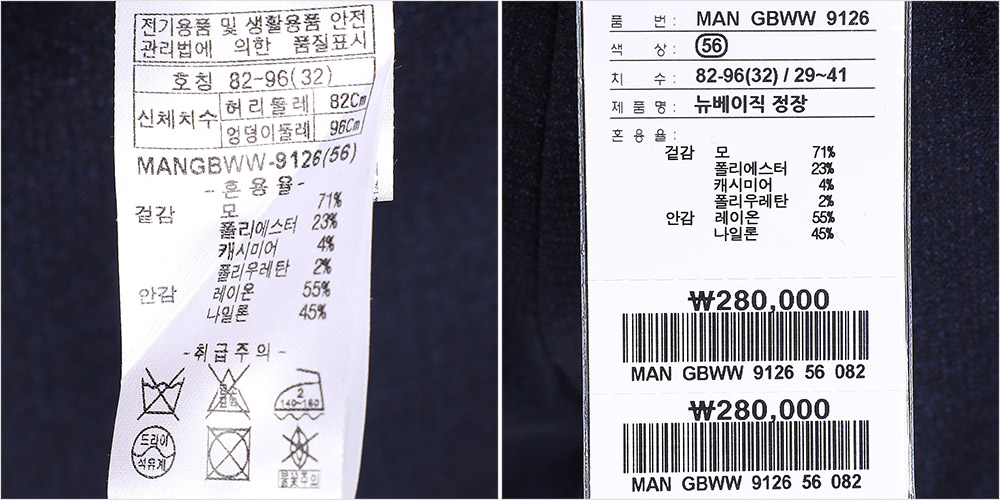 전기용품 및 생활용품 안전
관리법에 의한 품질표시
호칭 82-96(32)
신체치수 허리둘레 82Cm
엉덩이둘레 96Cm
MANGBWW-9126(56)
- 혼용율 -
겉감 모 71%
폴리에스터 23%
캐시미어 4%
폴리우레탄 2%
안감 레이온 55%
나일론 45%
- 취급주의 -
염소
표백
2
140~160
드라이
석유계
불꽃주의
품 번 : MAN GBWW 9126
색 상 : 56
치 수 : 82-96(32) / 29~41
제 품 명 : 뉴베이직 정장
혼 용 율 :
겉감 모 71%
폴리에스터 23%
캐시미어 4%
폴리우레탄 2%
안감 레이온 55%
나일론 45%
₩280,000
MAN GBWW 9126 56 082
₩280,000
MAN GBWW 9126 56 082